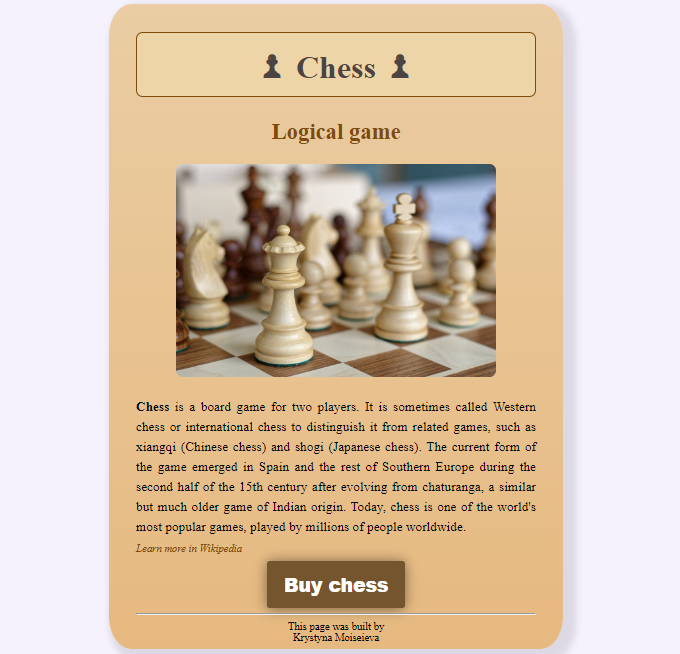 ♟ Chess ♟
Logical game
Chess is a board game for two players. It is sometimes called Western
chess or international chess to distinguish it from related games, such as
xiangqi (Chinese chess) and shogi (Japanese chess). The current form of
the game emerged in Spain and the rest of Southern Europe during the
second half of the 15th century after evolving from chaturanga, a similar
but much older game of Indian origin. Today, chess is one of the world's
most popular games, played by millions of people worldwide.
Learn more in Wikipedia
Buy chess
This page was built by
Krystyna Moiseieva